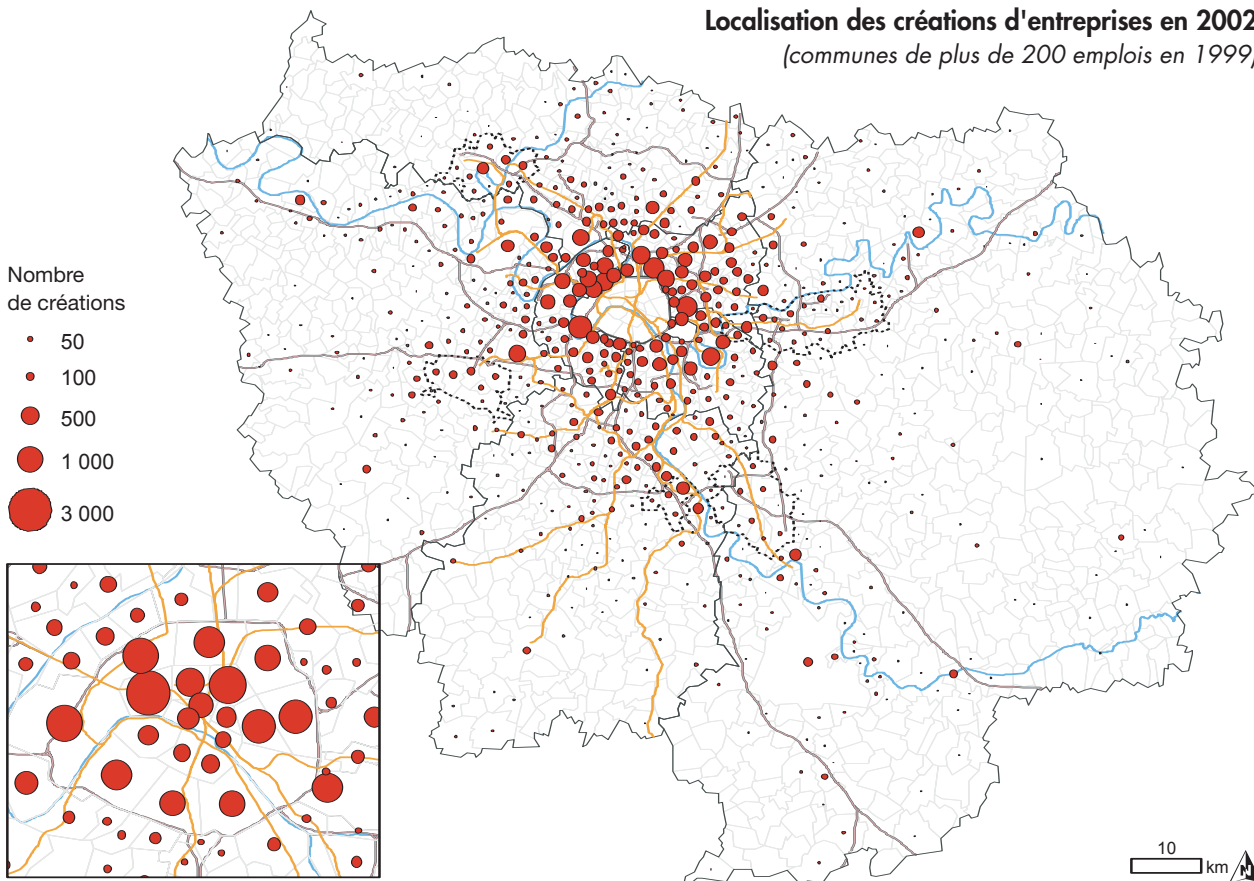 Localisation des créations d'entreprises en 2002
(communes de plus de 200 emplois en 1999)
Nombre
de créations
50
100
500
1 000
3 000
10
km
N